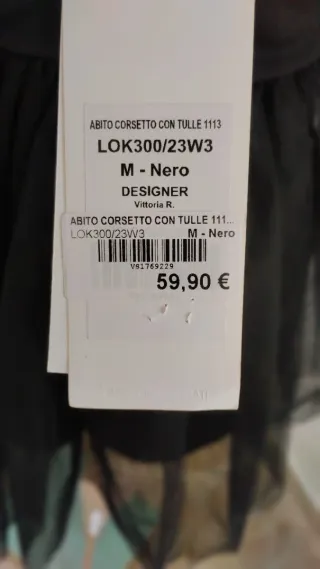 ABITO CORSETTO CON TULLE 1113
LOK300/23W3
M - Nero
DESIGNER
Vittoria R.
ABITO CORSETTO CON TULLE 111...
LOK300/23W3 M - Nero
V81769229
59,90 €